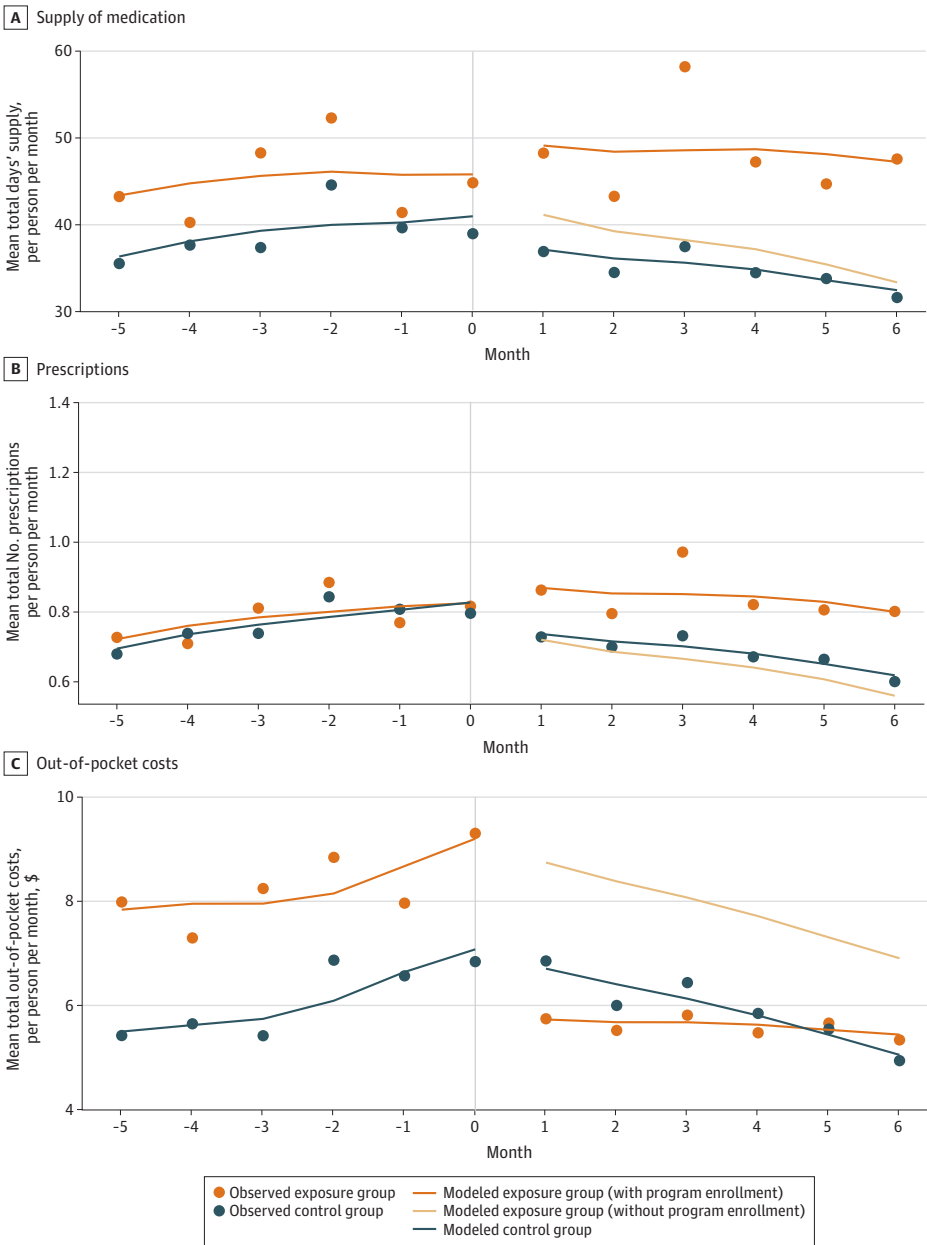 A Supply of medication
Mean total days' supply,
per person per month
60
50
40
30
-5 -4 -3 -2 -1 0 1 2 3 4 5 6
Month
B Prescriptions
Mean total No. prescriptions
per person per month
1.4
1.2
1.0
0.8
0.6
-5 -4 -3 -2 -1 0 1 2 3 4 5 6
Month
C Out-of-pocket costs
Mean total out-of-pocket costs,
per person per month, $
10
8
6
4
-5 -4 -3 -2 -1 0 1 2 3 4 5 6
Month
Observed exposure group
Observed control group
Modeled exposure group (with program enrollment)
Modeled exposure group (without program enrollment)
Modeled control group